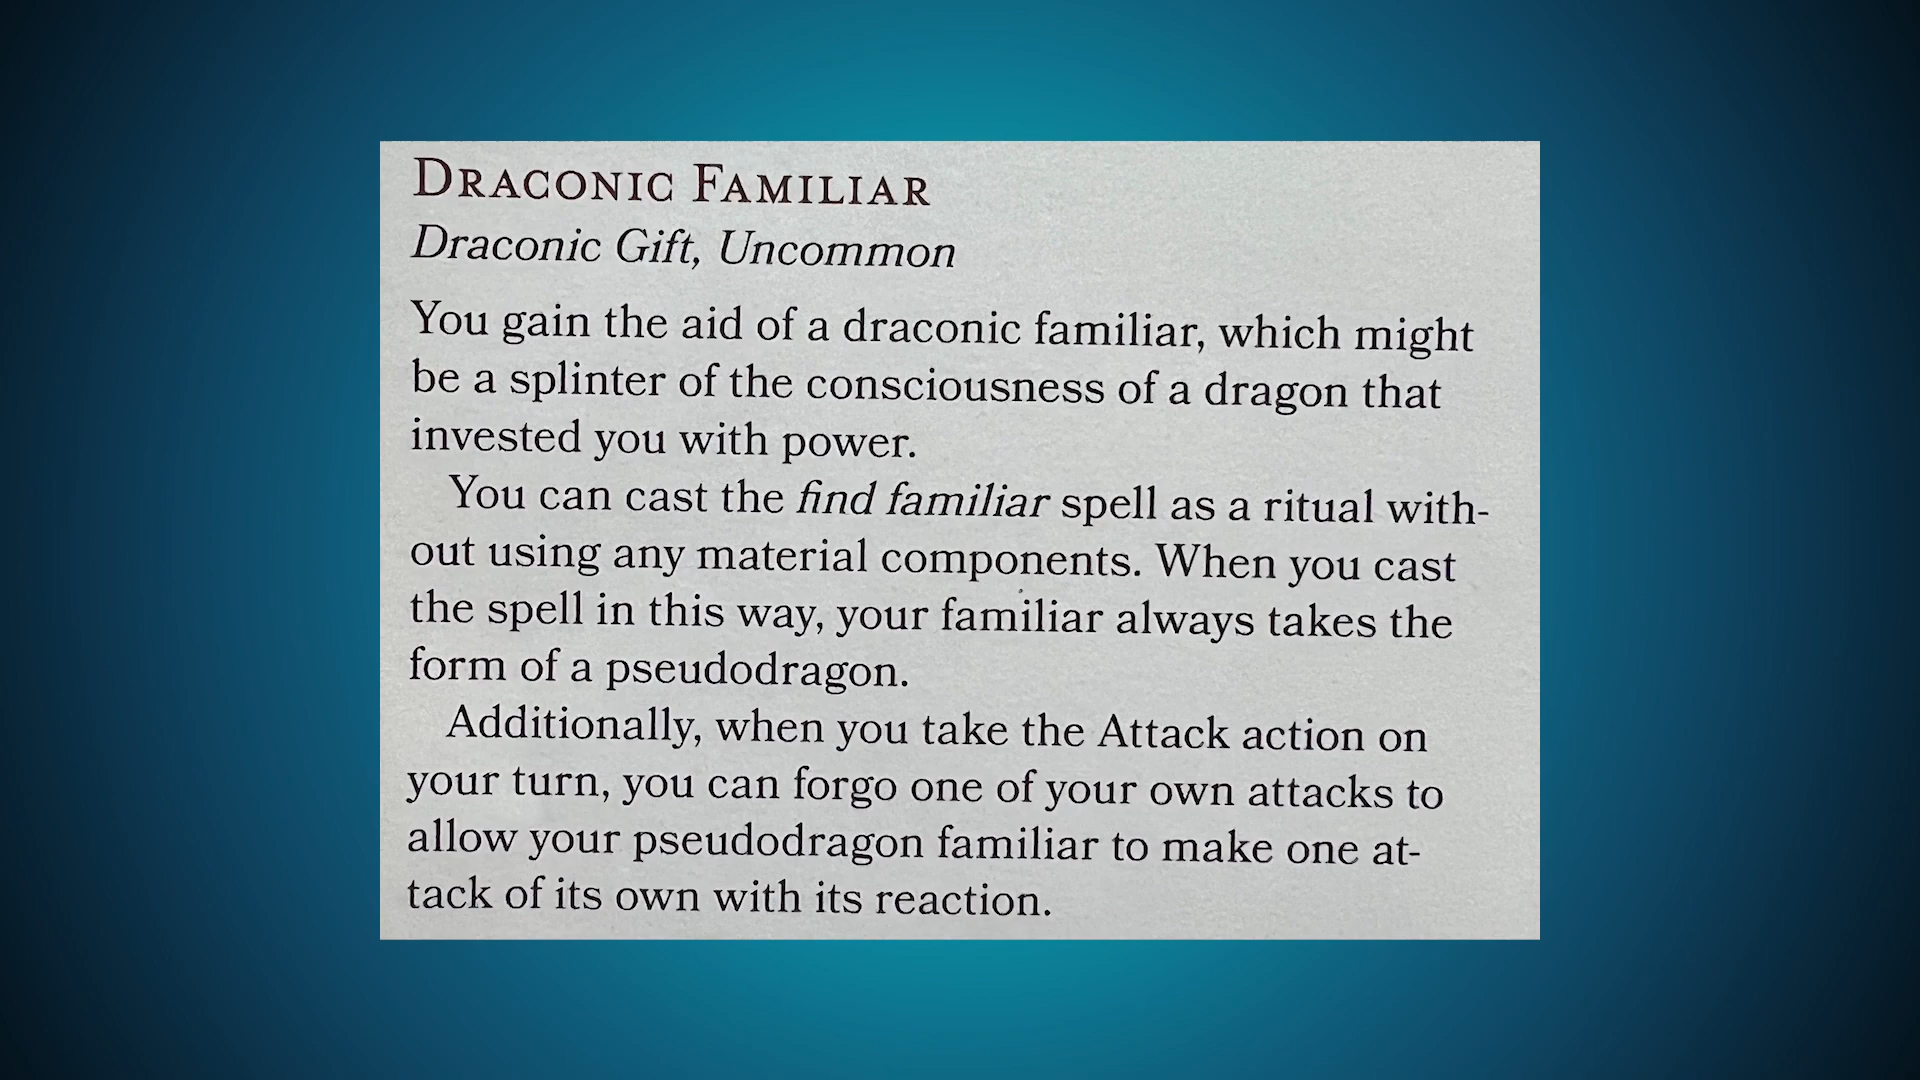 DRACONIC FAMILIAR
Draconic Gift, Uncommon
You gain the aid of a draconic familiar, which might
be a splinter of the consciousness of a dragon that
invested you with power.
You can cast the find familiar spell as a ritual with-
out using any material components. When you cast
the spell in this way, your familiar always takes the
form of a pseudodragon.
Additionally, when you take the Attack action on
your turn, you can forgo one of your own attacks to
allow your pseudodragon familiar to make one at-
tack of its own with its reaction.